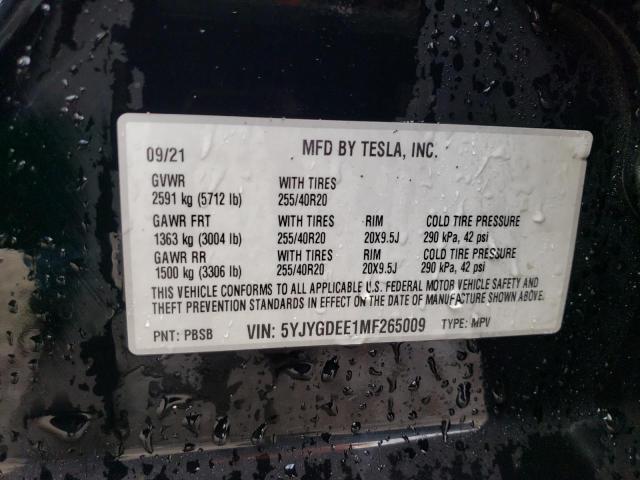 09/21 MFD BY TESLA, INC.
GVWR WITH TIRES
2591 kg (5712 lb) 255/40R20
GAWR FRT WITH TIRES RIM COLD TIRE PRESSURE
1363 kg (3004 lb) 255/40R20 20X9.5J 290 kPa, 42 psi
GAWR RR WITH TIRES RIM COLD TIRE PRESSURE
1500 kg (3306 lb) 255/40R20 20X9.5J 290 kPa, 42 psi
THIS VEHICLE CONFORMS TO ALL APPLICABLE U.S. FEDERAL MOTOR VEHICLE SAFETY AND
THEFT PREVENTION STANDARDS IN EFFECT ON THE DATE OF MANUFACTURE SHOWN ABOVE.
PNT: PBSB VIN: 5YJYGDEE1MF265009 TYPE: MPV